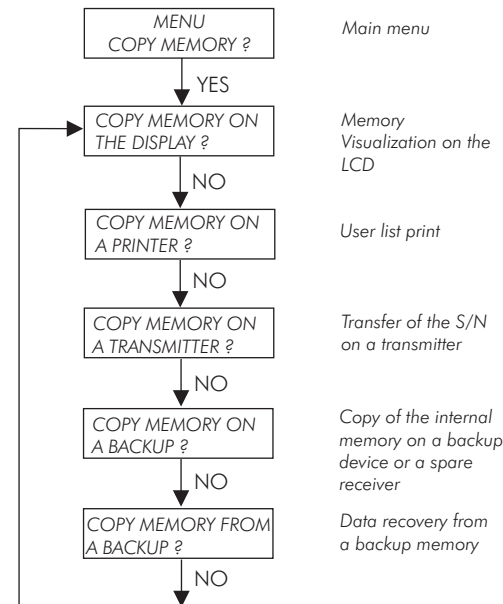 MENU
COPY MEMORY ?
Main menu
YES
COPY MEMORY ON
THE DISPLAY ?
Memory
Visualization on the
LCD
NO
COPY MEMORY ON
A PRINTER ?
User list print
NO
COPY MEMORY ON
A TRANSMITTER ?
Transfer of the S/N
on a transmitter
NO
COPY MEMORY ON
A BACKUP ?
Copy of the internal
memory on a backup
device or a spare
receiver
NO
COPY MEMORY FROM
A BACKUP ?
Data recovery from
a backup memory
NO